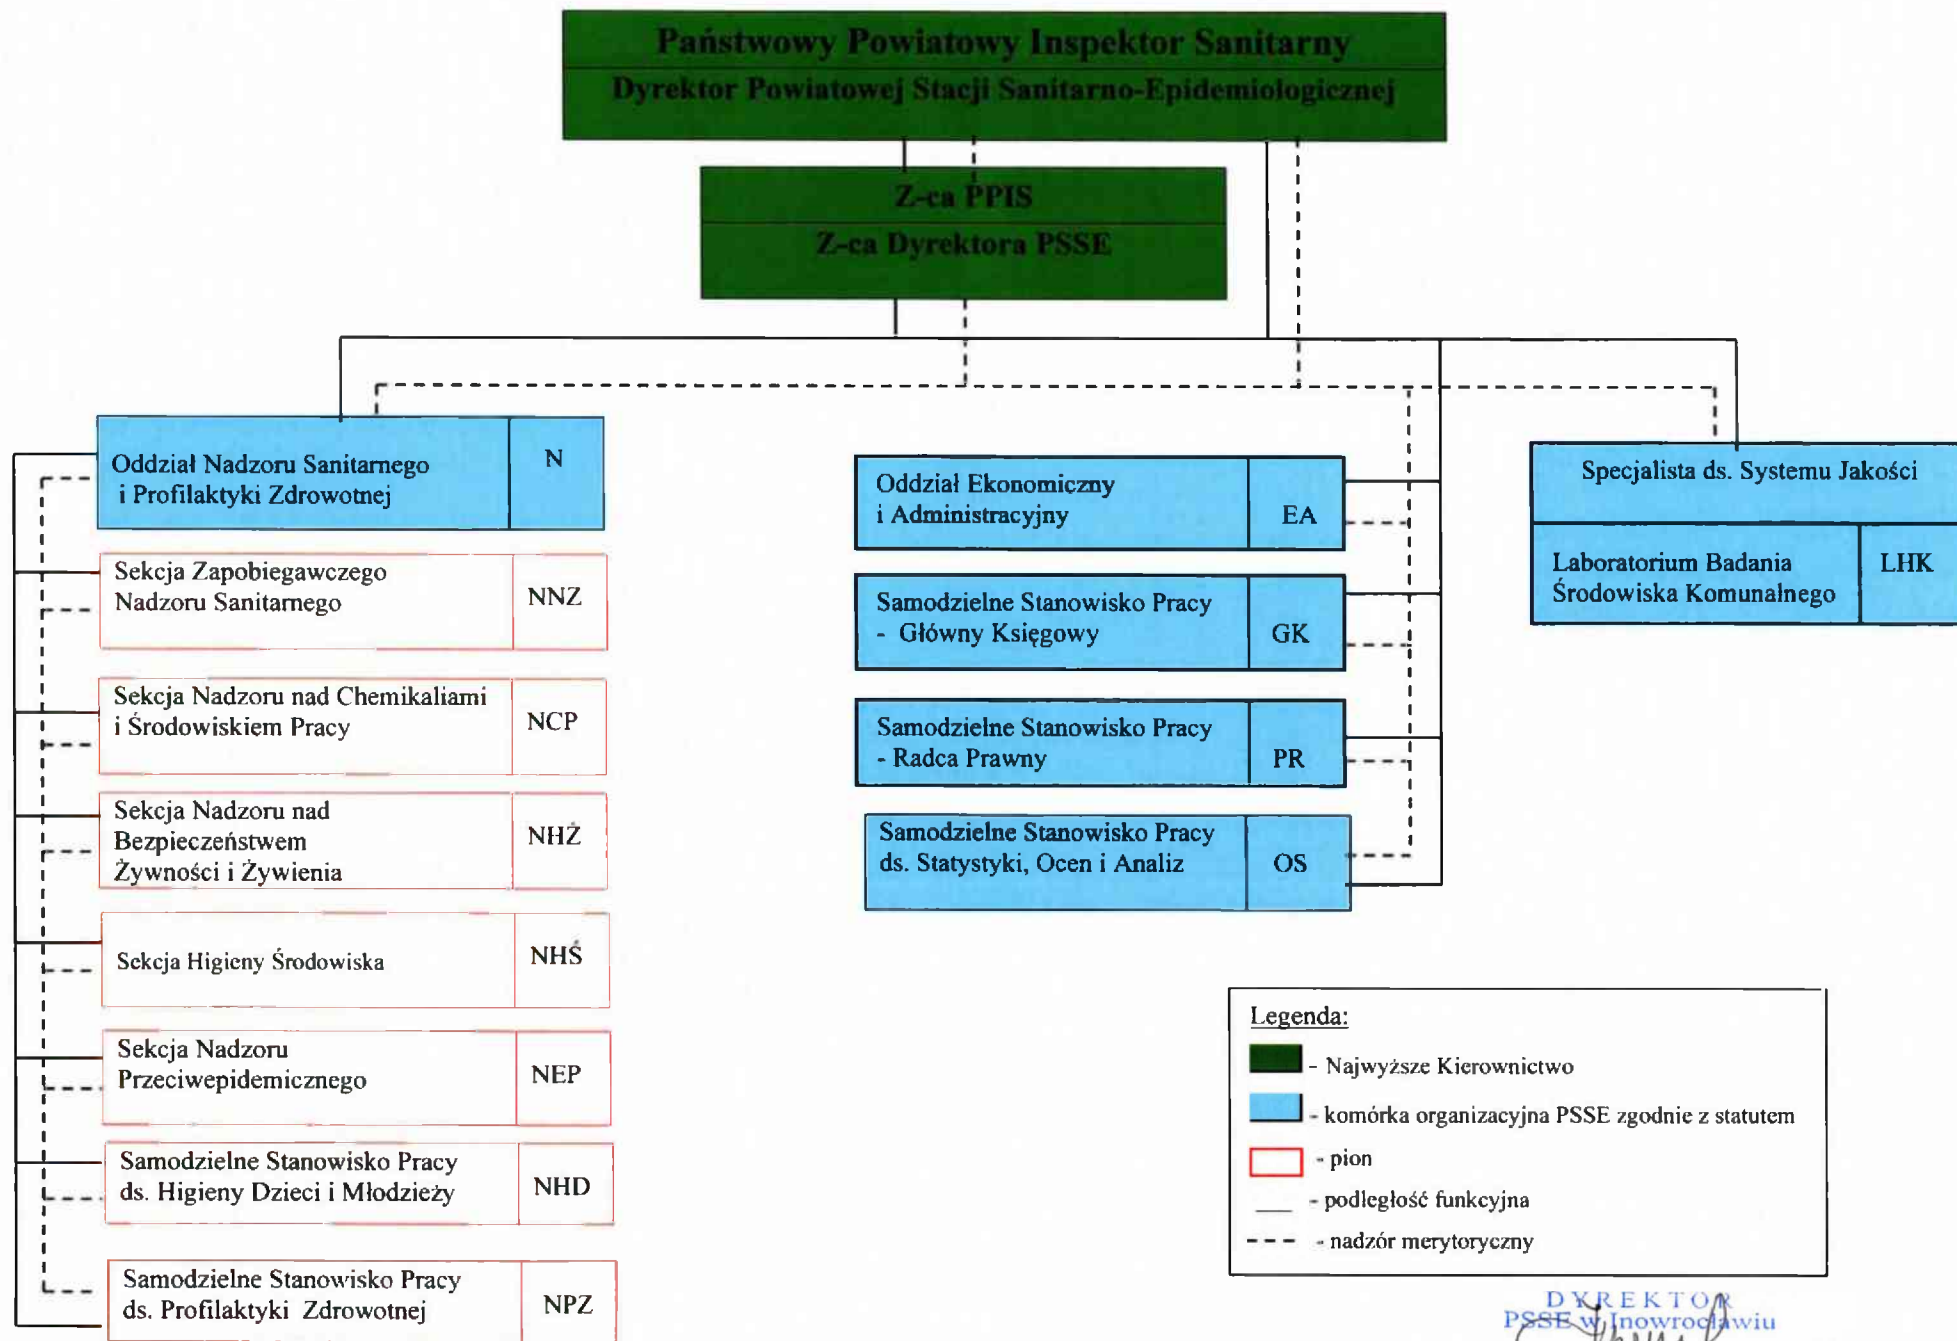 Państwowy Powiatowy Inspektor Sanitarny
Dyrektor Powiatowej Stacji Sanitarno-Epidemiologicznej
Z-ca PPIS
Z-ca Dyrektora PSSE
Oddział Nadzoru Sanitarnego
i Profilaktyki Zdrowotnej
N
Sekcja Zapobiegawczego
Nadzoru Sanitarnego
NNZ
Sekcja Nadzoru nad Chemikaliami
i Środowiskiem Pracy
NCP
Sekcja Nadzoru nad
Bezpieczeństwem
Żywności i Żywienia
NHŻ
Sekcja Higieny Środowiska
NHŚ
Sekcja Nadzoru
Przeciwepidemicznego
NEP
Samodzielne Stanowisko Pracy
ds. Higieny Dzieci i Młodzieży
NHD
Samodzielne Stanowisko Pracy
ds. Profilaktyki Zdrowotnej
NPZ
Oddział Ekonomiczny
i Administracyjny
EA
Samodzielne Stanowisko Pracy
- Główny Księgowy
GK
Samodzielne Stanowisko Pracy
- Radca Prawny
PR
Samodzielne Stanowisko Pracy
ds. Statystyki, Ocen i Analiz
OS
Specjalista ds. Systemu Jakości
Laboratorium Badania
Środowiska Komunalnego
LHK
Legenda:
- Najwyższe Kierownictwo
- komórka organizacyjna PSSE zgodnie z statutem
- pion
- podległość funkcyjna
- nadzór merytoryczny
DYREKTOR
PSSE w Inowrocławiu